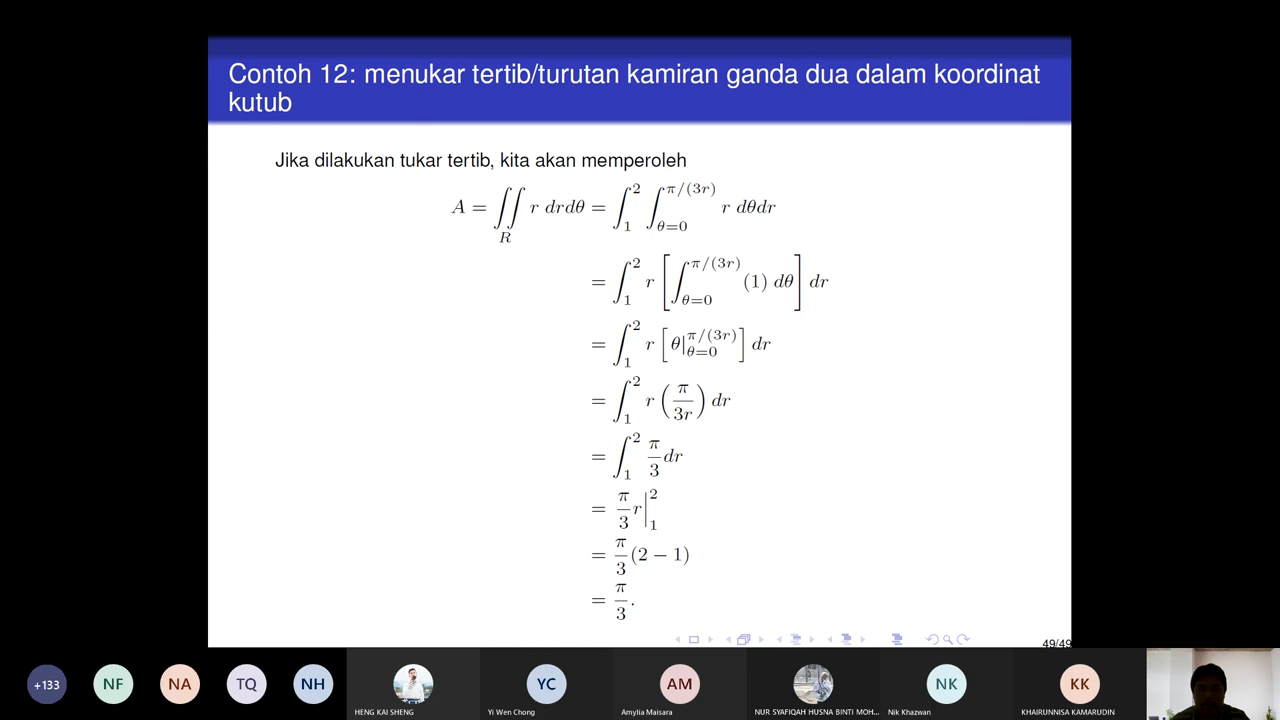 Contoh 12: menukar tertib/turutan kamiran ganda dua dalam koordinat
kutub
Jika dilakukan tukar tertib, kita akan memperoleh
A = ∬_R r drdθ = ∫_1^2 ∫_{θ=0}^{π/(3r)} r dθdr
= ∫_1^2 r [ ∫_{θ=0}^{π/(3r)} (1) dθ ] dr
= ∫_1^2 r [ θ|_{θ=0}^{π/(3r)} ] dr
= ∫_1^2 r (π/3r) dr
= ∫_1^2 π/3 dr
= π/3 r|_1^2
= π/3 (2 − 1)
= π/3.
49/49
+133 NF NA TQ NH YC AM NK KK
HENG KAI SHENG Yi Wen Chong Amylia Maisara NUR SYAFIQAH HUSNA BINTI MOH... Nik Khazwan KHAIRUNNISA KAMARUDIN